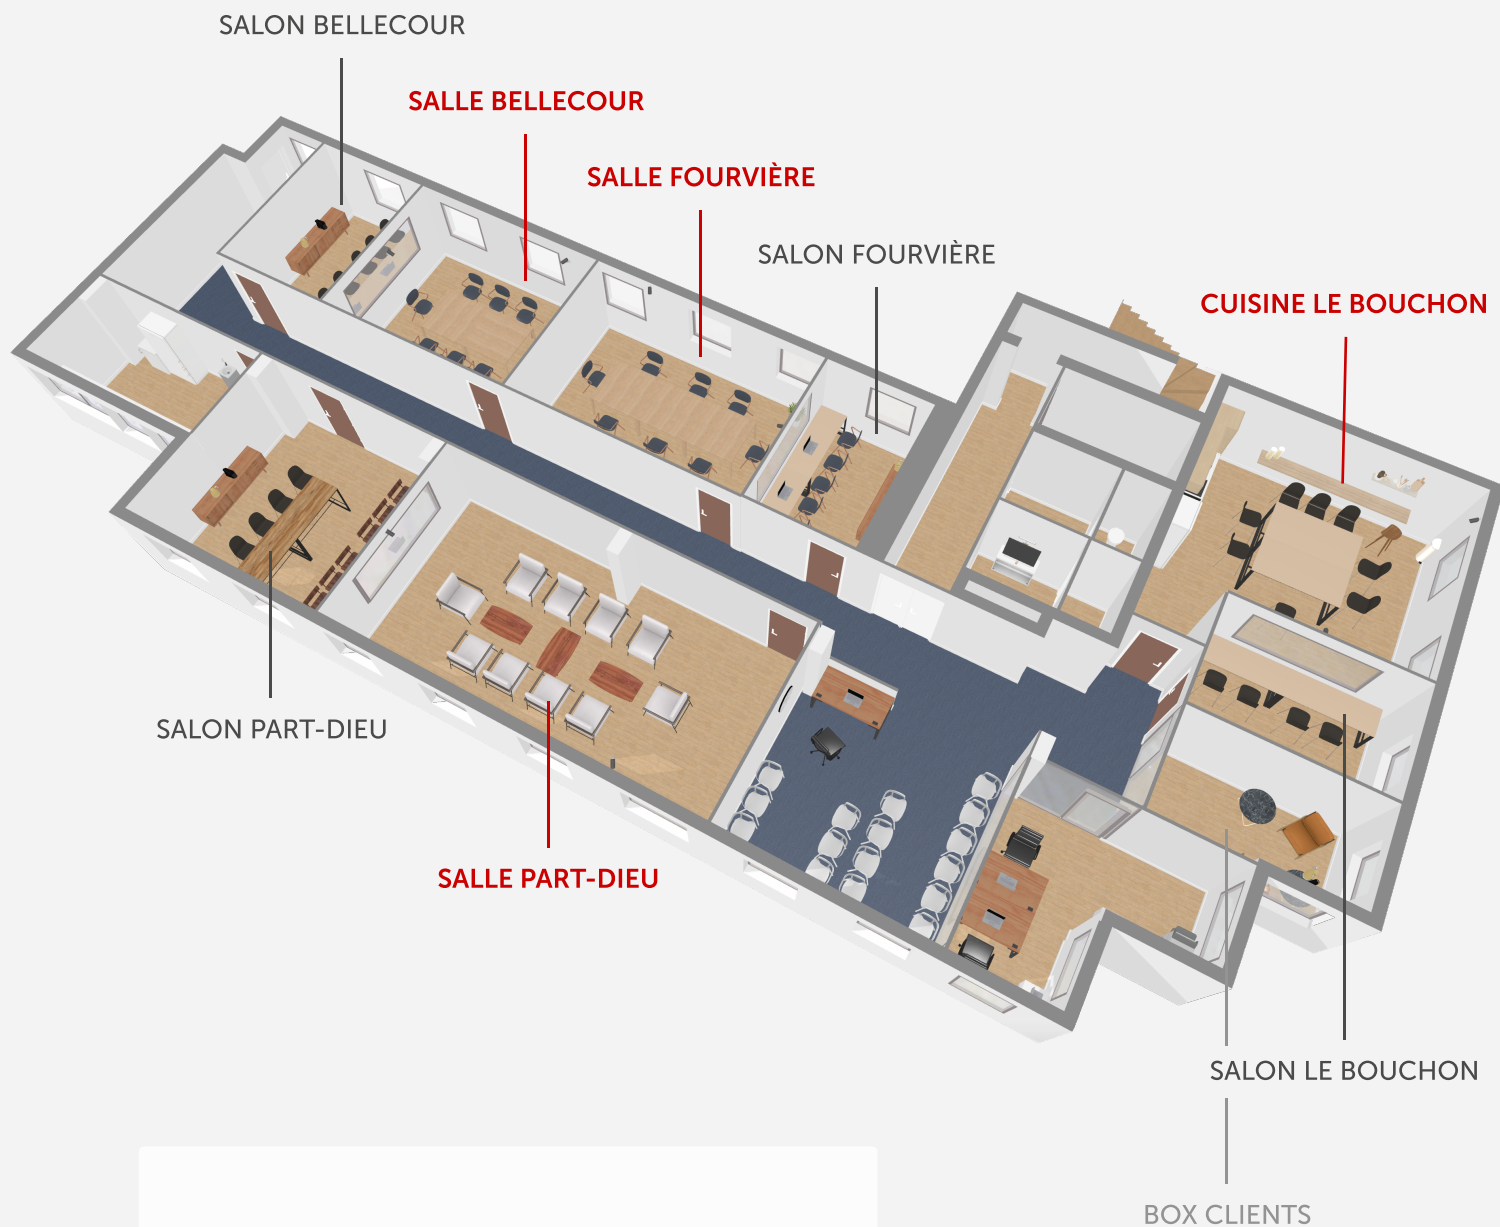 SALON BELLECOUR
SALLE BELLECOUR
SALLE FOURVIÈRE
SALON FOURVIÈRE
CUISINE LE BOUCHON
SALON PART-DIEU
SALLE PART-DIEU
SALON LE BOUCHON
BOX CLIENTS